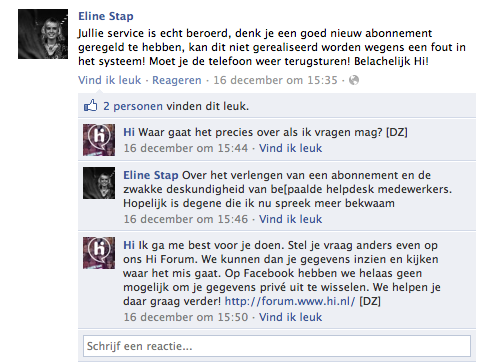 Eline Stap
Jullie service is echt beroerd, denk je een goed nieuw abonnement
geregeld te hebben, kan dit niet gerealiseerd worden wegens een fout in
het systeem! Moet je de telefoon weer terugsturen! Belachelijk Hi!
Vind ik leuk · Reageren · 16 december om 15:35 ·
2 personen vinden dit leuk.
Hi Waar gaat het precies over als ik vragen mag? [DZ]
16 december om 15:44 · Vind ik leuk
Eline Stap Over het verlengen van een abonnement en de
zwakke deskundigheid van be[paalde helpdesk medewerkers.
Hopelijk is degene die ik nu spreek meer bekwaam
16 december om 15:46 · Vind ik leuk
Hi Ik ga me best voor je doen. Stel je vraag anders even op
ons Hi Forum. We kunnen dan je gegevens inzien en kijken
waar het mis gaat. Op Facebook hebben we helaas geen
mogelijk om je gegevens privé uit te wisselen. We helpen je
daar graag verder! http://forum.www.hi.nl/ [DZ]
16 december om 15:50 · Vind ik leuk
Schrijf een reactie...